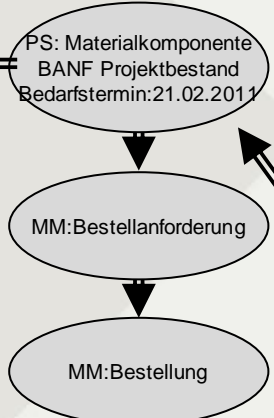 PS: Materialkomponente
BANF Projektbestand
Bedarfstermin:21.02.2011
MM:Bestellanforderung
MM:Bestellung